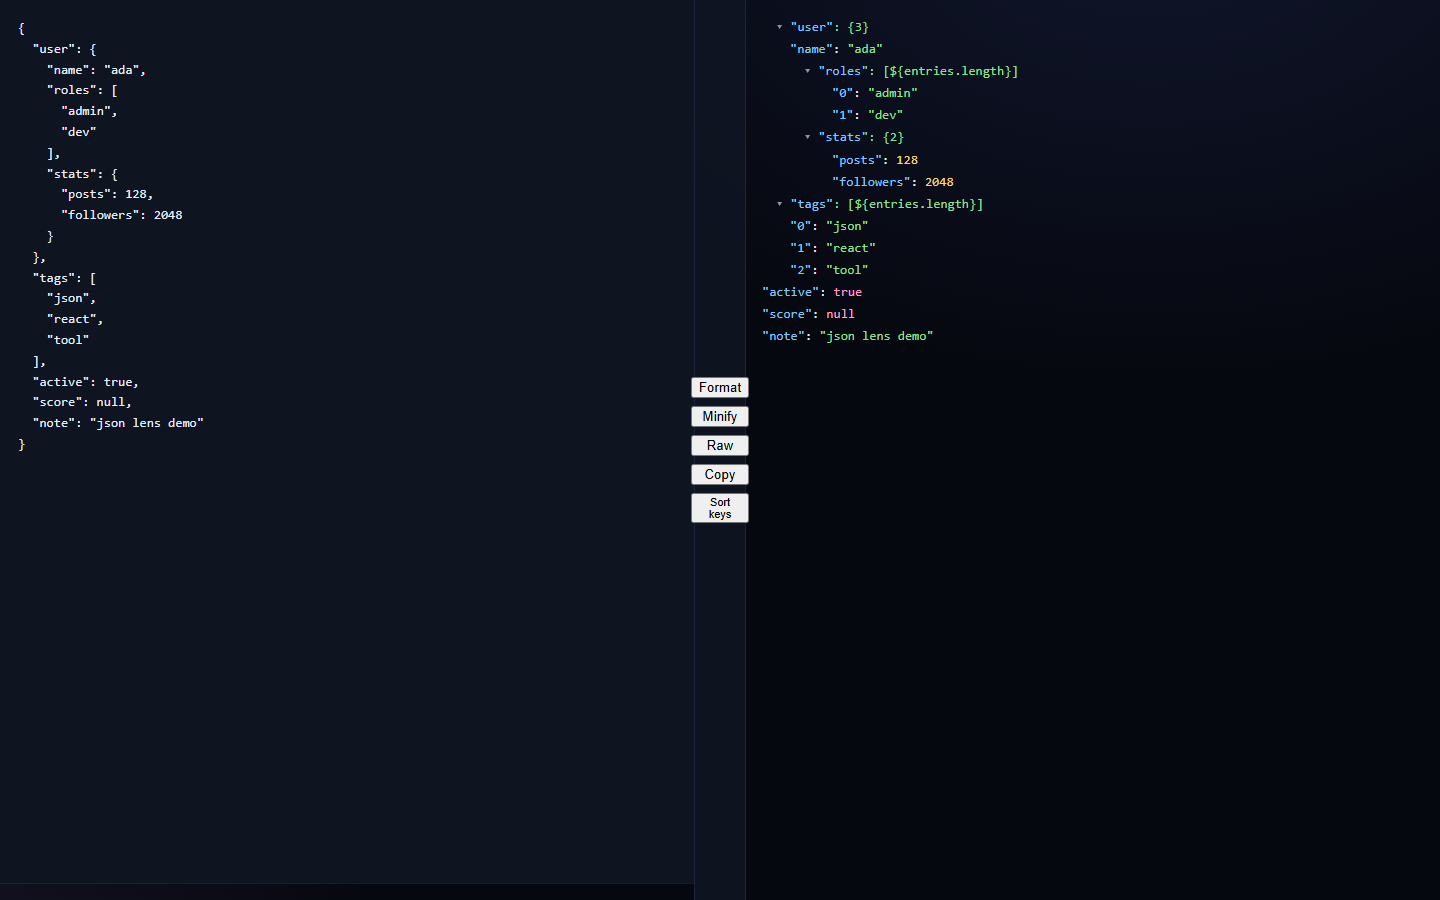 {
  "user": {
    "name": "ada",
    "roles": [
      "admin",
      "dev"
    ],
    "stats": {
      "posts": 128,
      "followers": 2048
    }
  },
  "tags": [
    "json",
    "react",
    "tool"
  ],
  "active": true,
  "score": null,
  "note": "json lens demo"
}
Format
Minify
Raw
Copy
Sort
keys
▾ "user": {3}
"name": "ada"
▾ "roles": [${entries.length}]
"0": "admin"
"1": "dev"
▾ "stats": {2}
"posts": 128
"followers": 2048
▾ "tags": [${entries.length}]
"0": "json"
"1": "react"
"2": "tool"
"active": true
"score": null
"note": "json lens demo"